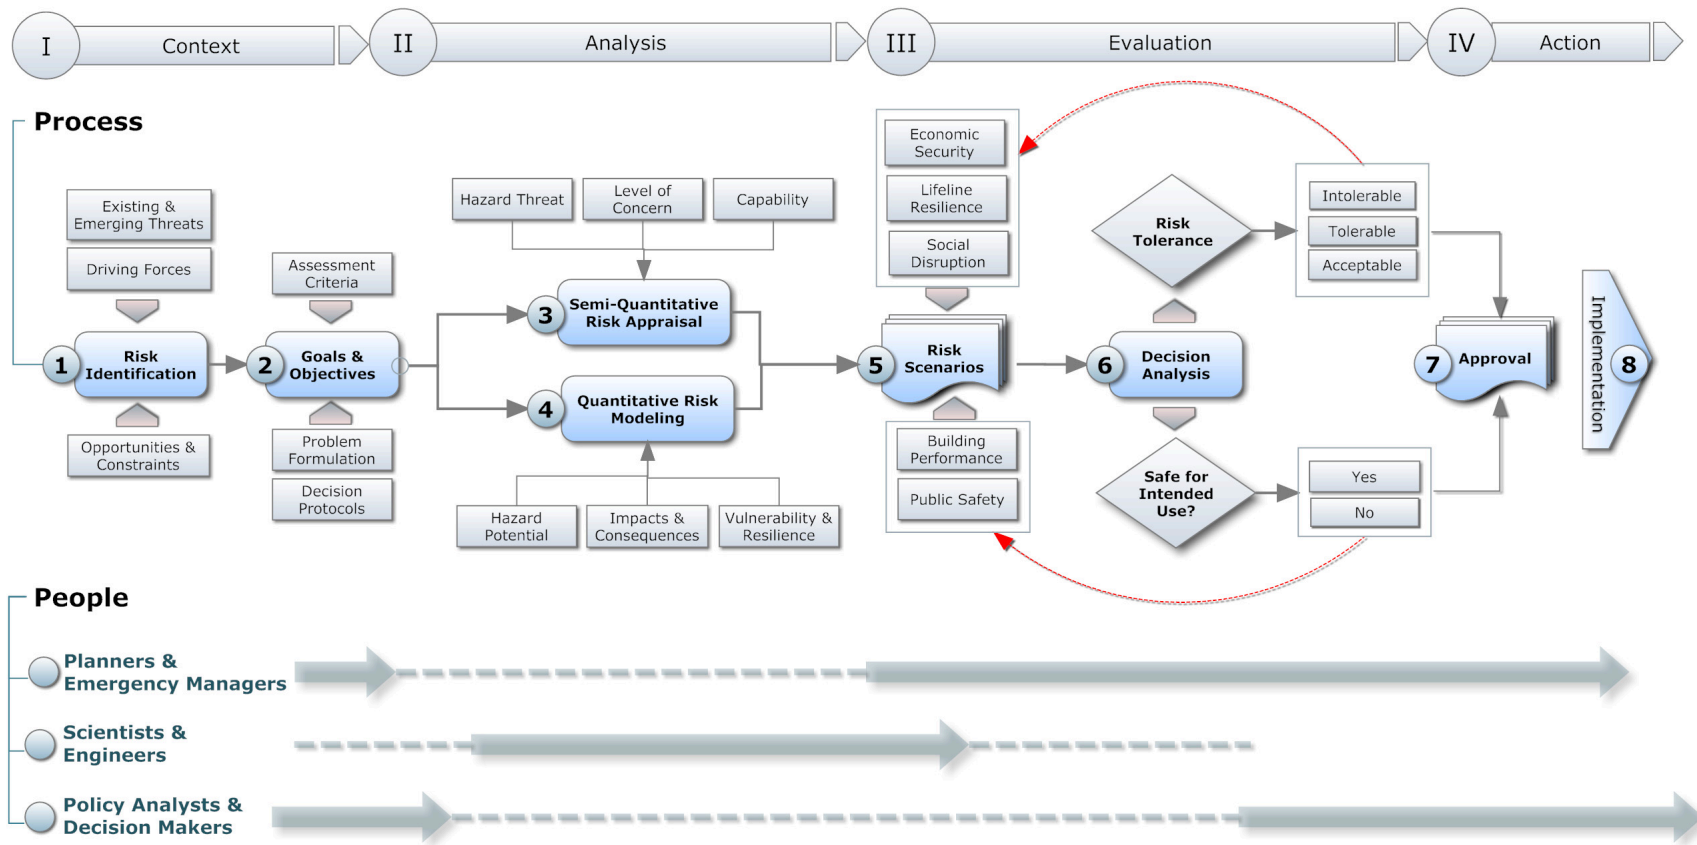 I
Context
II
Analysis
III
Evaluation
IV
Action
Process
Existing &
Emerging Threats
Driving Forces
1
Risk
Identification
Opportunities &
Constraints
Assessment
Criteria
2
Goals &
Objectives
Problem
Formulation
Decision
Protocols
Hazard Threat
Level of
Concern
Capability
3
Semi-Quantitative
Risk Appraisal
4
Quantitative Risk
Modeling
Hazard
Potential
Impacts &
Consequences
Vulnerability &
Resilience
Economic
Security
Lifeline
Resilience
Social
Disruption
5
Risk
Scenarios
Building
Performance
Public Safety
Risk
Tolerance
6
Decision
Analysis
Safe for
Intended
Use?
Intolerable
Tolerable
Acceptable
Yes
No
7
Approval
Implementation
8
People
Planners &
Emergency Managers
Scientists &
Engineers
Policy Analysts &
Decision Makers